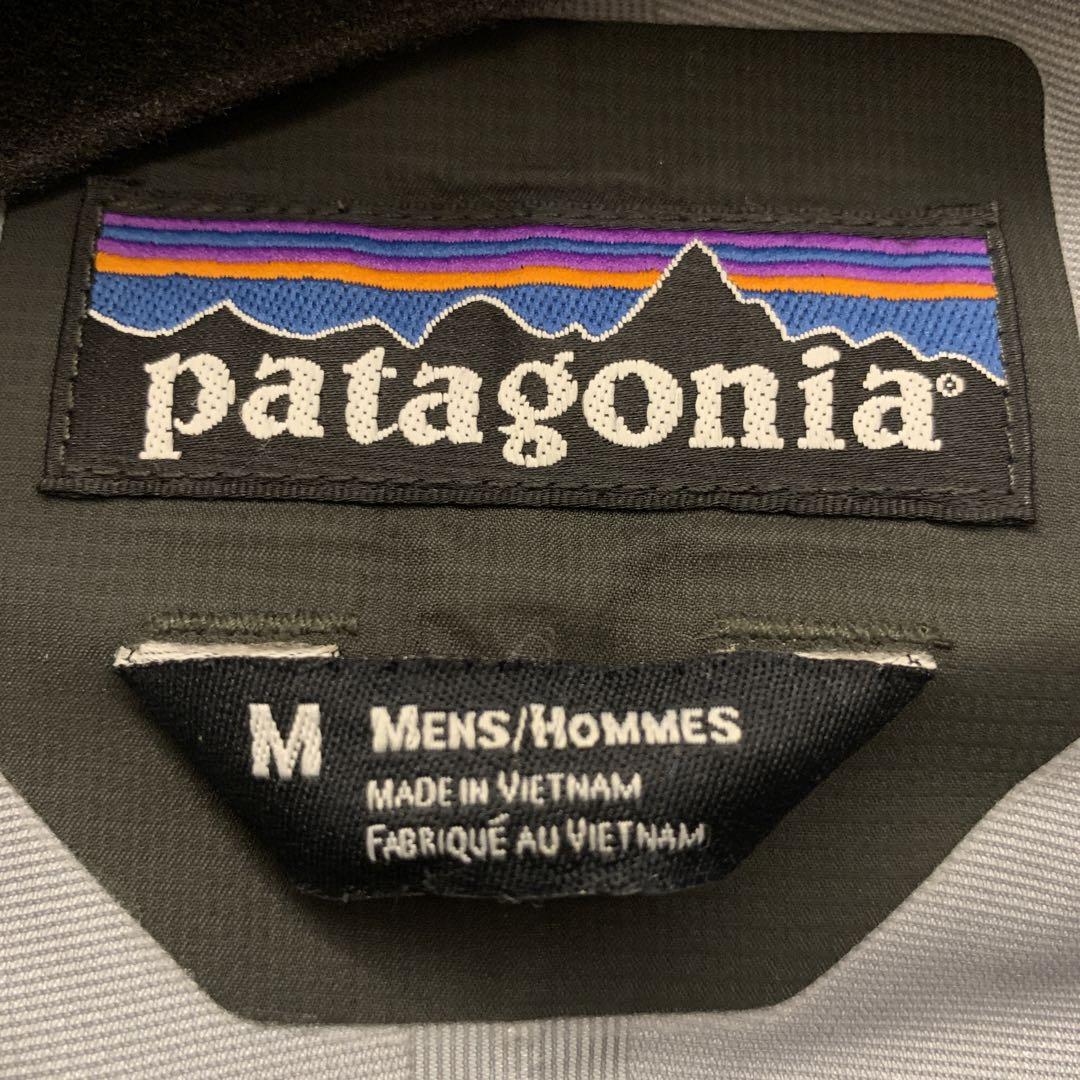 patagonia®
M MENS/HOMMES
MADE IN VIETNAM
FABRIQUÉ AU VIETNAM